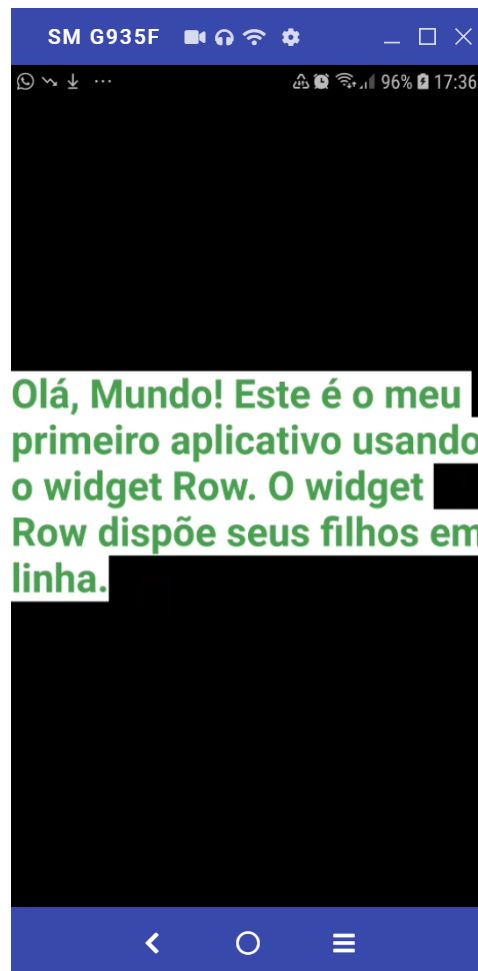 SM G935F
96% 17:36
Olá, Mundo! Este é o meu
primeiro aplicativo usando
o widget Row. O widget
Row dispõe seus filhos em
linha.